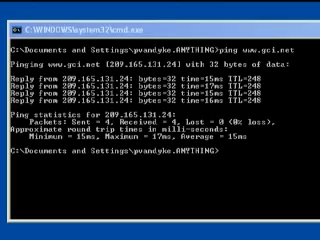 C:\WINDOWS\system32\cmd.exe
C:\Documents and Settings\pvandyke.ANYTHING>ping www.gci.net
Pinging www.gci.net [209.165.131.24] with 32 bytes of data:
Reply from 209.165.131.24: bytes=32 time=15ms TTL=248
Reply from 209.165.131.24: bytes=32 time=17ms TTL=248
Reply from 209.165.131.24: bytes=32 time=15ms TTL=248
Reply from 209.165.131.24: bytes=32 time=16ms TTL=248
Ping statistics for 209.165.131.24:
Packets: Sent = 4, Received = 4, Lost = 0 (0% loss),
Approximate round trip times in milli-seconds:
Minimum = 15ms, Maximum = 17ms, Average = 15ms
C:\Documents and Settings\pvandyke.ANYTHING>